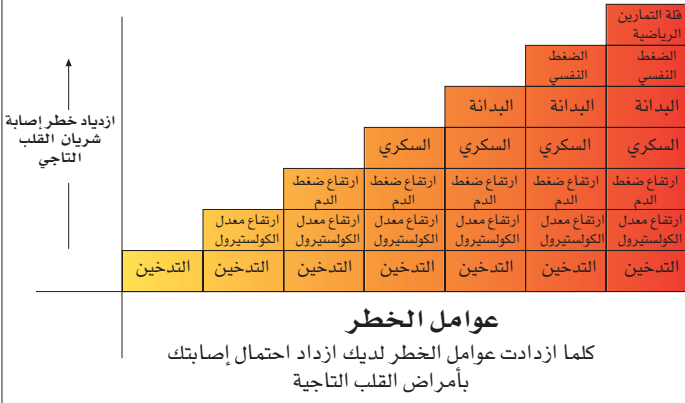 قلة التمارين
الرياضية
الضغط
النفسي
الضغط
النفسي
البدانة
البدانة
البدانة
السكري
السكري
السكري
السكري
ارتفاع ضغط
الدم
ارتفاع ضغط
الدم
ارتفاع ضغط
الدم
ارتفاع ضغط
الدم
ارتفاع ضغط
الدم
ارتفاع معدل
الكولستيرول
ارتفاع معدل
الكولستيرول
ارتفاع معدل
الكولستيرول
ارتفاع معدل
الكولستيرول
ارتفاع معدل
الكولستيرول
ارتفاع معدل
الكولستيرول
التدخين
التدخين
التدخين
التدخين
التدخين
التدخين
التدخين
ازدياد خطر إصابة
شريان القلب
التاجي
عوامل الخطر
كلما ازدادت عوامل الخطر لديك ازداد احتمال إصابتك
بأمراض القلب التاجية